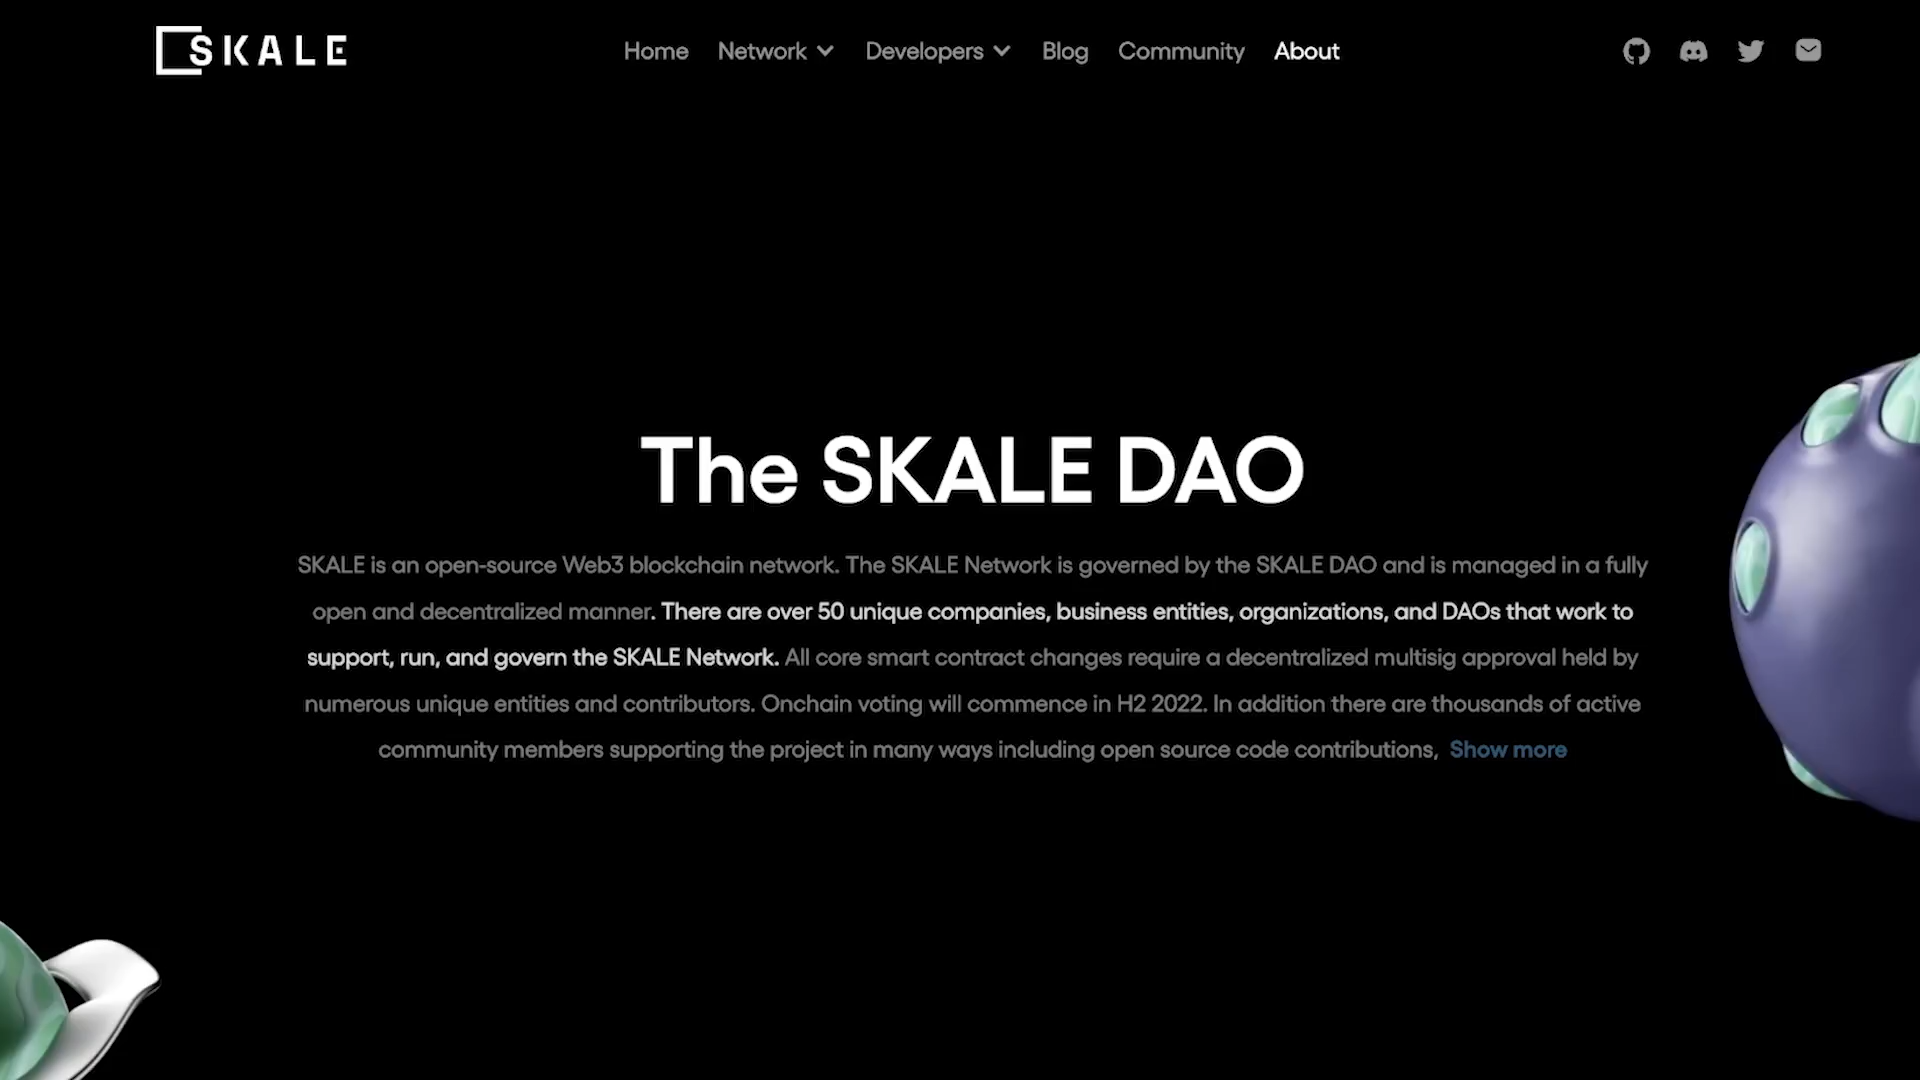 SKALE
Home Network Developers Blog Community About
The SKALE DAO
SKALE is an open-source Web3 blockchain network. The SKALE Network is governed by the SKALE DAO and is managed in a fully
open and decentralized manner. There are over 50 unique companies, business entities, organizations, and DAOs that work to
support, run, and govern the SKALE Network. All core smart contract changes require a decentralized multisig approval held by
numerous unique entities and contributors. Onchain voting will commence in H2 2022. In addition there are thousands of active
community members supporting the project in many ways including open source code contributions, Show more